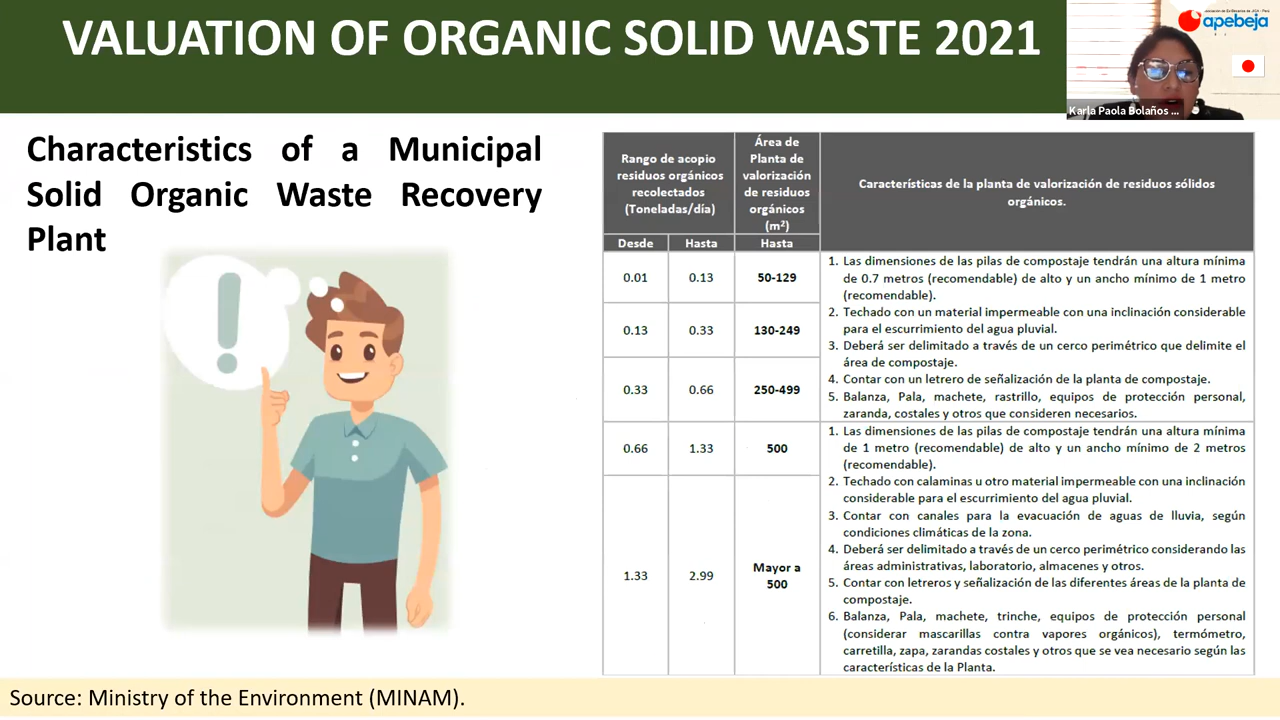 VALUATION OF ORGANIC SOLID WASTE 2021
apebeja
Karla Paola Bolaños ...
Characteristics of a Municipal
Solid Organic Waste Recovery
Plant
Rango de acopio
residuos orgánicos
recolectados
(Toneladas/día)
Área de
Planta de
valorización
de residuos
orgánicos
(m²)
Características de la planta de valorización de residuos sólidos
orgánicos.
Desde Hasta Hasta
0.01 0.13 50-129
0.13 0.33 130-249
0.33 0.66 250-499
1. Las dimensiones de las pilas de compostaje tendrán una altura mínima
de 0.7 metros (recomendable) de alto y un ancho mínimo de 1 metro
(recomendable).
2. Techado con un material impermeable con una inclinación considerable
para el escurrimiento del agua pluvial.
3. Deberá ser delimitado a través de un cerco perimétrico que delimite el
área de compostaje.
4. Contar con un letrero de señalización de la planta de compostaje.
5. Balanza, Pala, machete, rastrillo, equipos de protección personal,
zaranda, costales y otros que consideren necesarios.
0.66 1.33 500
1.33 2.99 Mayor a
500
1. Las dimensiones de las pilas de compostaje tendrán una altura mínima
de 1 metro (recomendable) de alto y un ancho mínimo de 2 metros
(recomendable).
2. Techado con calaminas u otro material impermeable con una inclinación
considerable para el escurrimiento del agua pluvial.
3. Contar con canales para la evacuación de aguas de lluvia, según
condiciones climáticas de la zona.
4. Deberá ser delimitado a través de un cerco perimétrico considerando las
áreas administrativas, laboratorio, almacenes y otros.
5. Contar con letreros y señalización de las diferentes áreas de la planta de
compostaje.
6. Balanza, Pala, machete, trinche, equipos de protección personal
(considerar mascarillas contra vapores orgánicos), termómetro,
carretilla, zapa, zarandas costales y otros que se vea necesario según las
características de la Planta.
Source: Ministry of the Environment (MINAM).